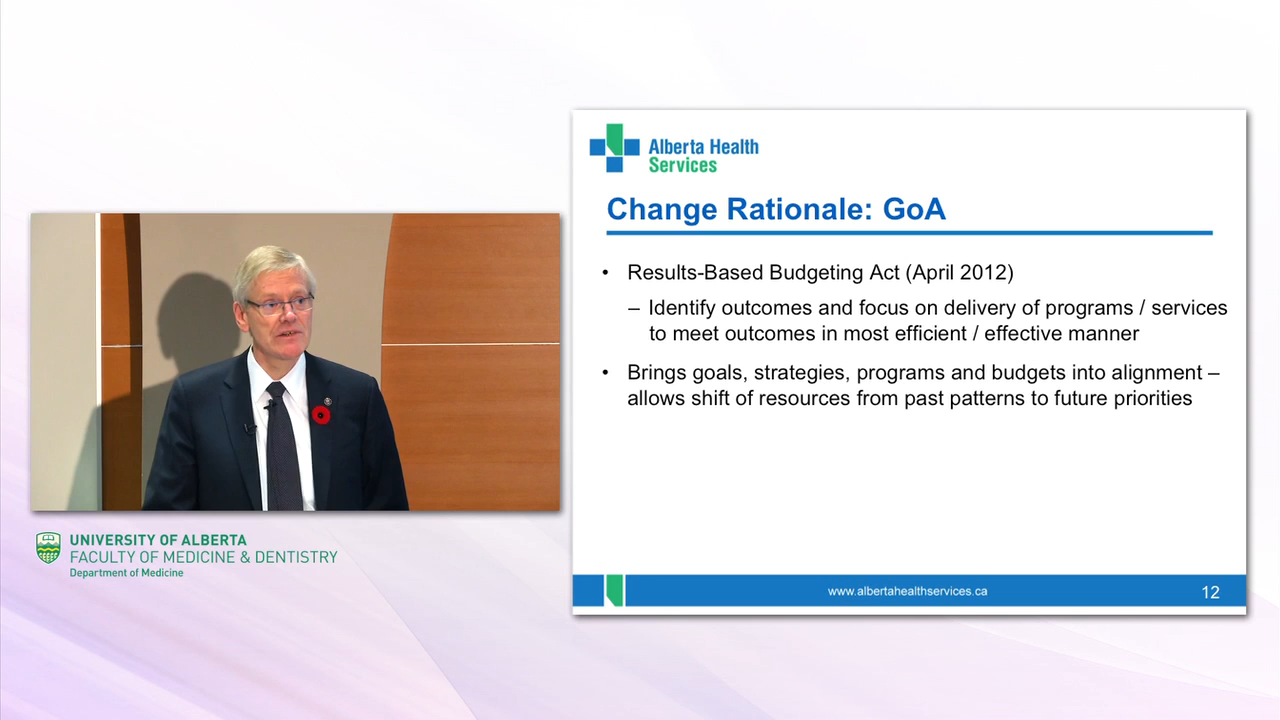 Alberta Health
Services
Change Rationale: GoA
• Results-Based Budgeting Act (April 2012)
– Identify outcomes and focus on delivery of programs / services
to meet outcomes in most efficient / effective manner
• Brings goals, strategies, programs and budgets into alignment –
allows shift of resources from past patterns to future priorities
www.albertahealthservices.ca
12
UNIVERSITY OF ALBERTA
FACULTY OF MEDICINE & DENTISTRY
Department of Medicine